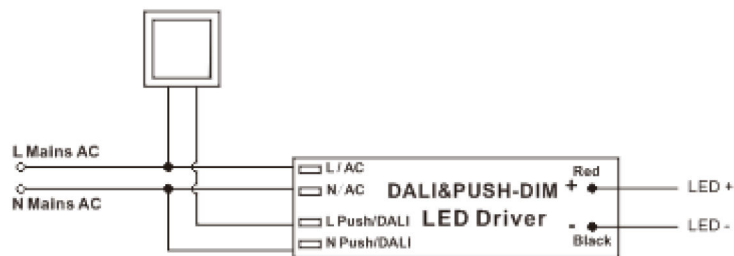 L Mains AC
N Mains AC
L/AC
N/AC
L Push/DALI
N Push/DALI
DALI&PUSH-DIM
LED Driver
Red
+
-
Black
LED +
LED -